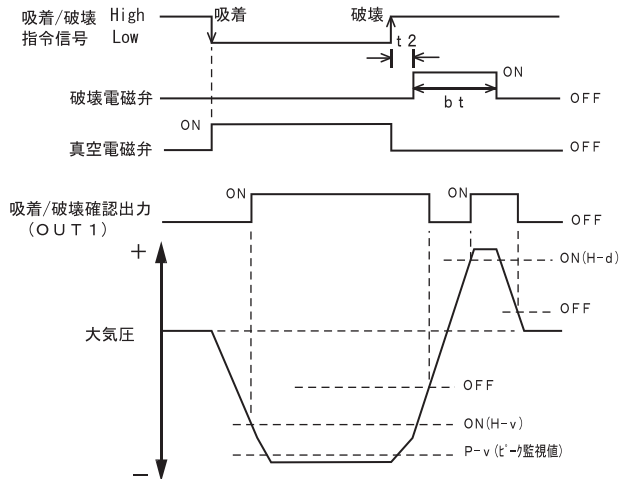 吸着/破壊 High
指令信号 Low
吸着
破壊
t2
ON
破壊電磁弁
bt
OFF
ON
真空電磁弁
OFF
ON
ON
吸着/破壊確認出力
(OUT1)
OFF
+
ON(H-d)
OFF
大気圧
OFF
ON(H-v)
P-v(ピーク監視値)
−